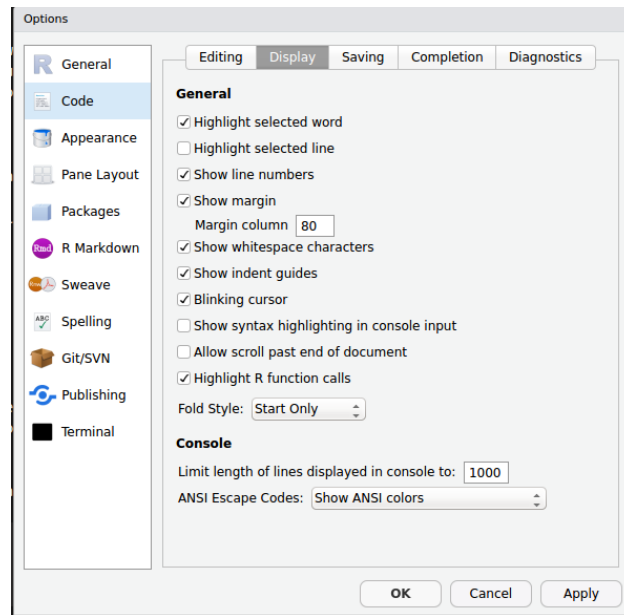 Options
General
Code
Appearance
Pane Layout
Packages
Rmd R Markdown
Sweave
ABC Spelling
Git/SVN
Publishing
Terminal
Editing Display Saving Completion Diagnostics
General
Highlight selected word
Highlight selected line
Show line numbers
Show margin
Margin column 80
Show whitespace characters
Show indent guides
Blinking cursor
Show syntax highlighting in console input
Allow scroll past end of document
Highlight R function calls
Fold Style: Start Only
Console
Limit length of lines displayed in console to: 1000
ANSI Escape Codes: Show ANSI colors
OK Cancel Apply